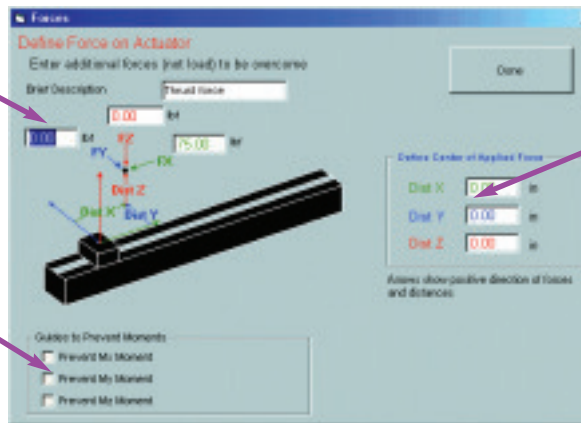 Forces
Define Force on Actuator
Enter additional forces (not load) to be overcome
Done
Brief Description Thrust force
0.00 lbf
0.00 lbf FZ 75.00 lbf
FY FX
Dist Z
Dist X Dist Y
Define Center of Applied Force
Dist X 0.00 in
Dist Y 0.00 in
Dist Z 0.00 in
Arrows show positive direction of forces
and distances
Guides to Prevent Moments
Prevent Mx Moment
Prevent My Moment
Prevent Mz Moment